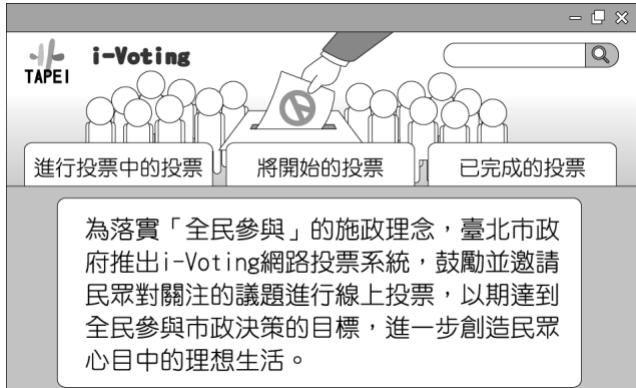 TAPEI
i-Voting
進行投票中的投票
將開始的投票
已完成的投票
為落實「全民參與」的施政理念，臺北市政
府推出i-Voting網路投票系統，鼓勵並邀請
民眾對關注的議題進行線上投票，以期達到
全民參與市政決策的目標，進一步創造民眾
心目中的理想生活。